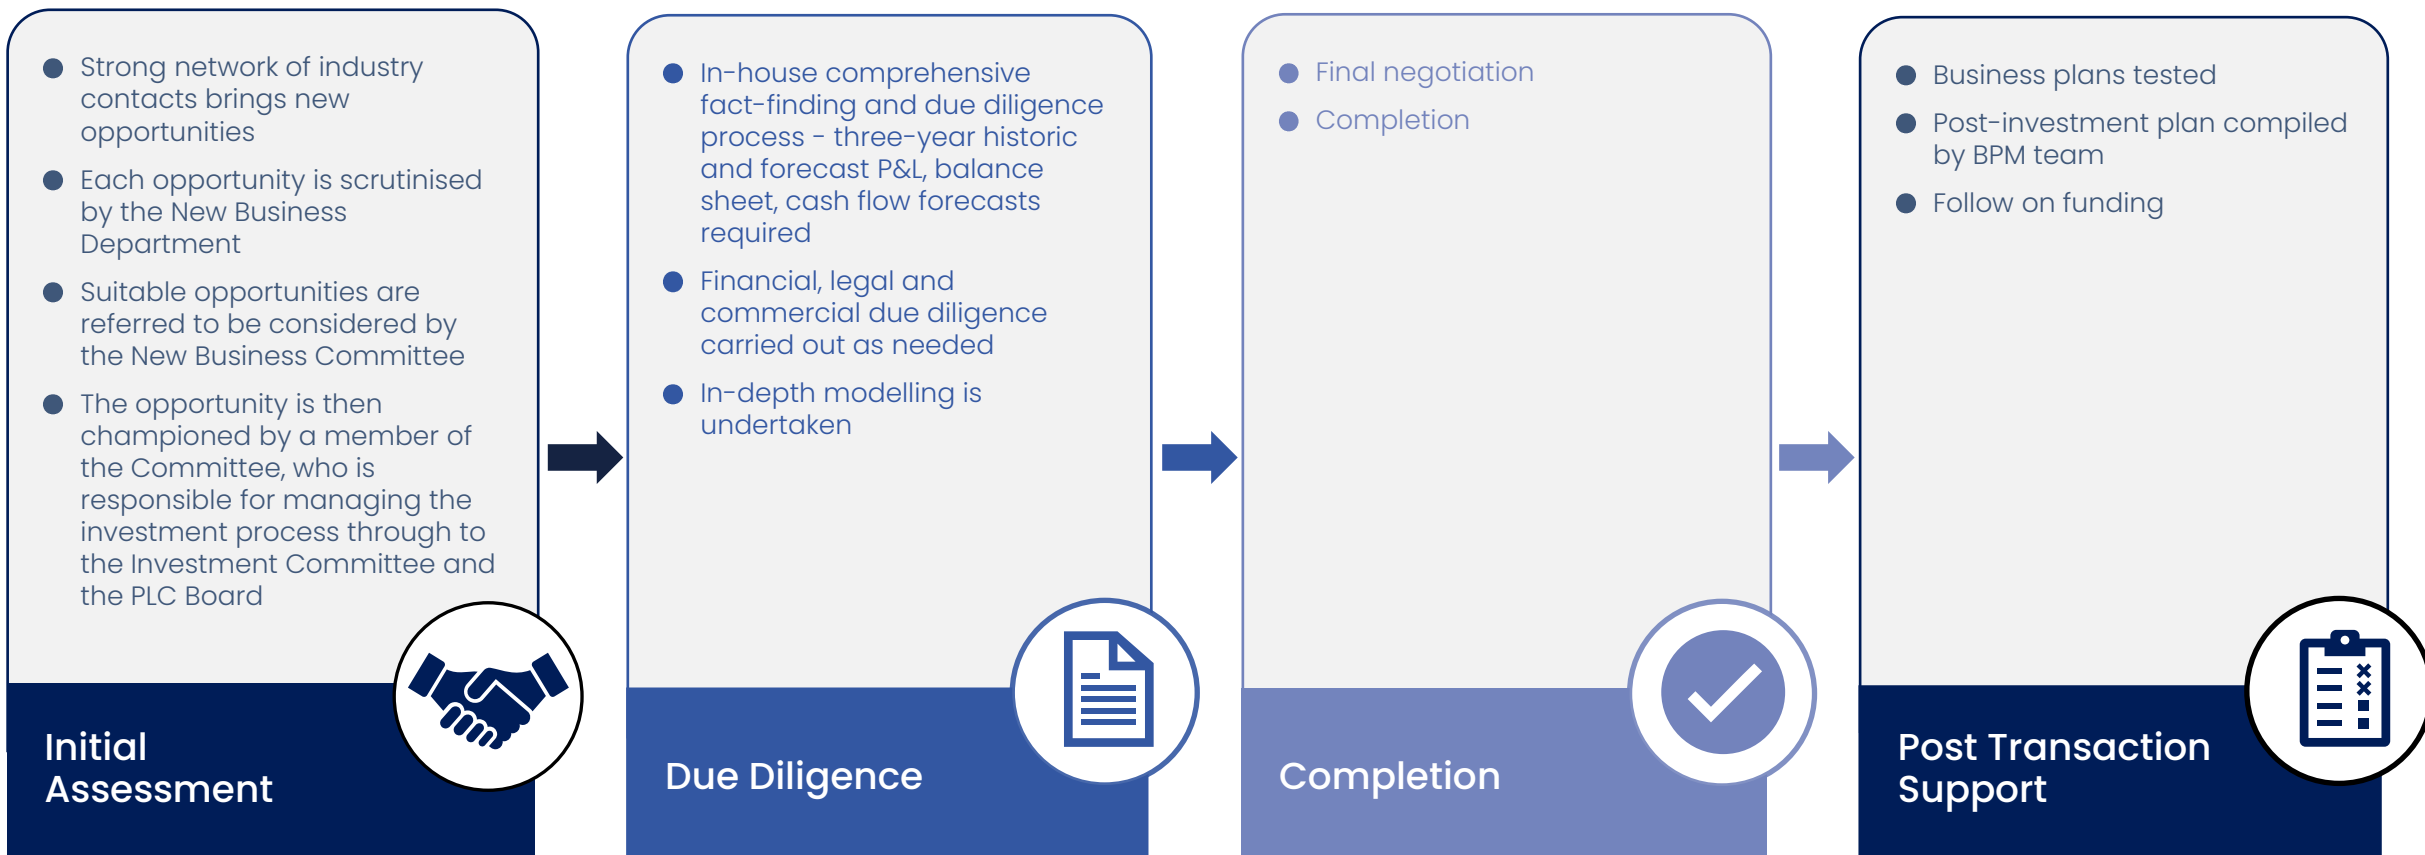 Strong network of industry
contacts brings new
opportunities
Each opportunity is scrutinised
by the New Business
Department
Suitable opportunities are
referred to be considered by
the New Business Committee
The opportunity is then
championed by a member of
the Committee, who is
responsible for managing the
investment process through to
the Investment Committee and
the PLC Board
Initial
Assessment
In-house comprehensive
fact-finding and due diligence
process - three-year historic
and forecast P&L, balance
sheet, cash flow forecasts
required
Financial, legal and
commercial due diligence
carried out as needed
In-depth modelling is
undertaken
Due Diligence
Final negotiation
Completion
Completion
Business plans tested
Post-investment plan compiled
by BPM team
Follow on funding
Post Transaction
Support